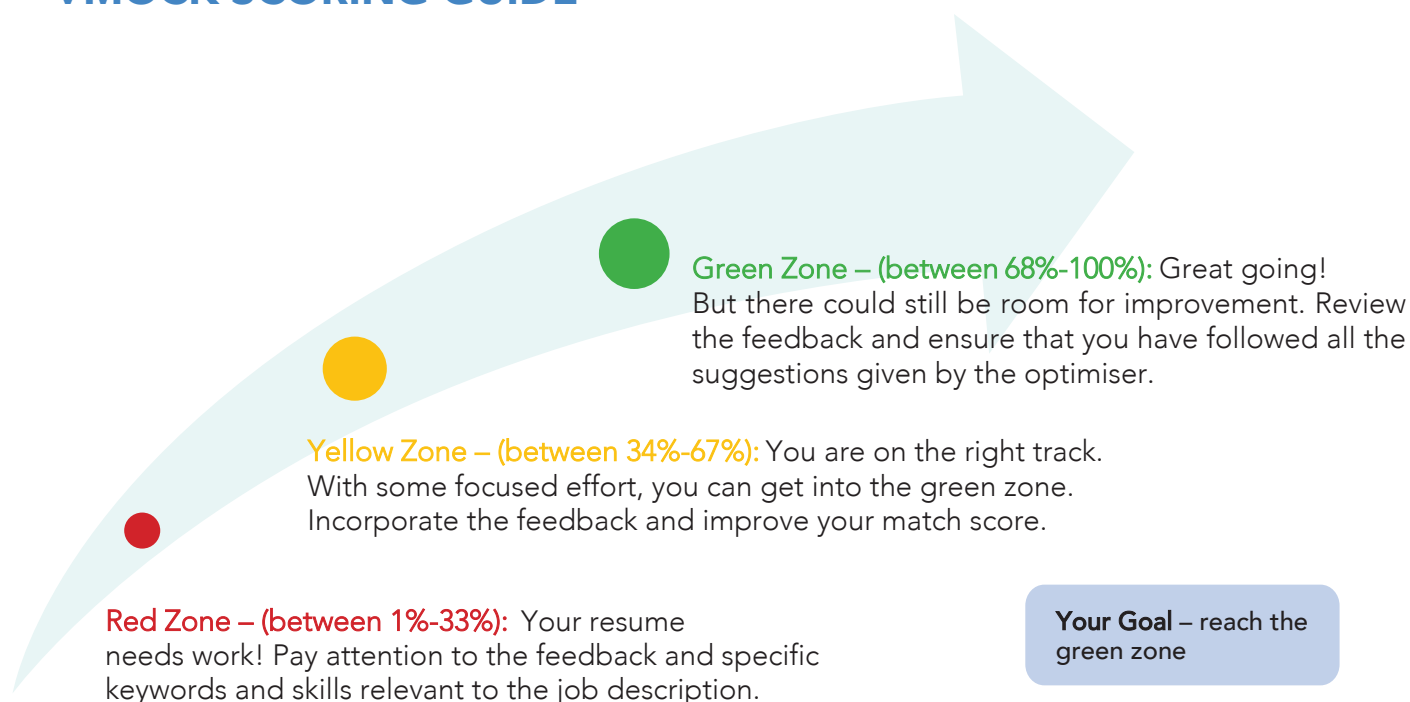 VMOCK SCORING GUIDE
Green Zone – (between 68%-100%): Great going!
But there could still be room for improvement. Review
the feedback and ensure that you have followed all the
suggestions given by the optimiser.
Yellow Zone – (between 34%-67%): You are on the right track.
With some focused effort, you can get into the green zone.
Incorporate the feedback and improve your match score.
Red Zone – (between 1%-33%): Your resume
needs work! Pay attention to the feedback and specific
keywords and skills relevant to the job description.
Your Goal – reach the
green zone